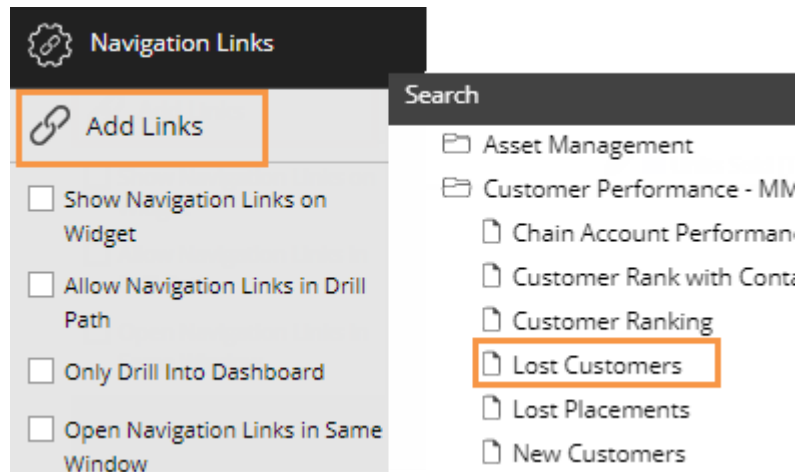 Navigation Links
Add Links
Show Navigation Links on
Widget
Allow Navigation Links in Drill
Path
Only Drill Into Dashboard
Open Navigation Links in Same
Window
Search
Asset Management
Customer Performance - MM
Chain Account Performan
Customer Rank with Conta
Customer Ranking
Lost Customers
Lost Placements
New Customers